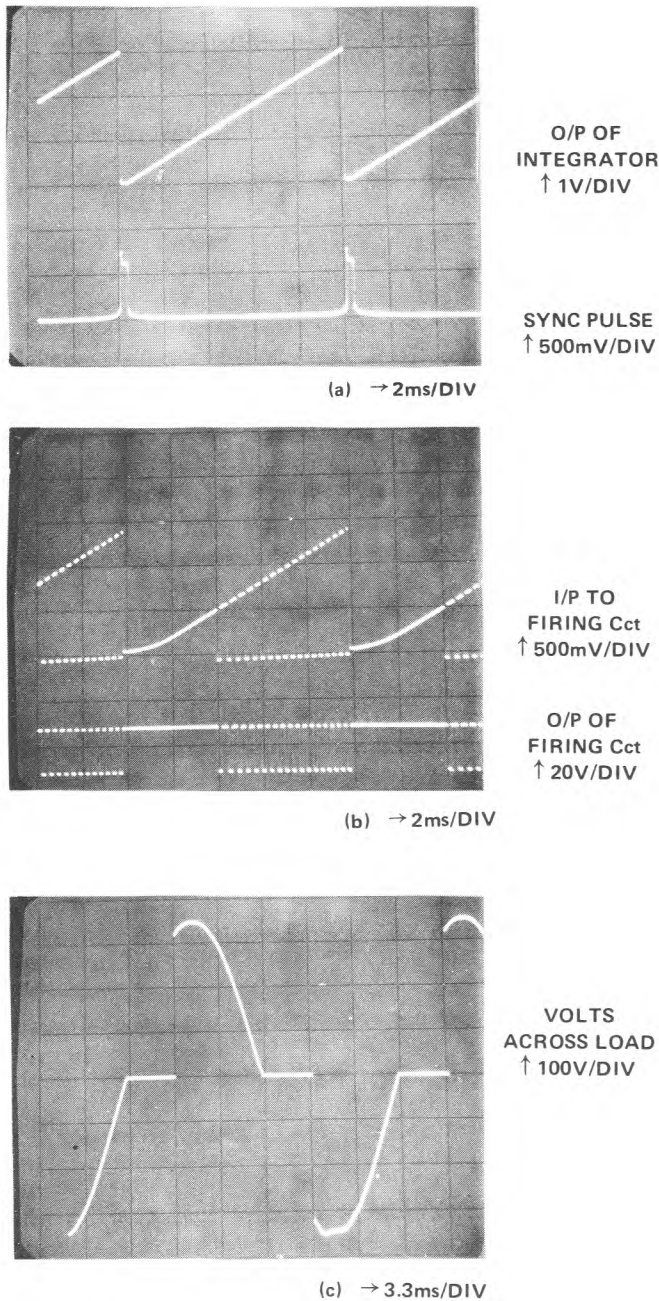 O/P OF
INTEGRATOR
↑ 1V/DIV
SYNC PULSE
↑ 500mV/DIV
(a) → 2ms/DIV
I/P TO
FIRING Cct
↑ 500mV/DIV
O/P OF
FIRING Cct
↑ 20V/DIV
(b) → 2ms/DIV
VOLTS
ACROSS LOAD
↑ 100V/DIV
(c) → 3.3ms/DIV